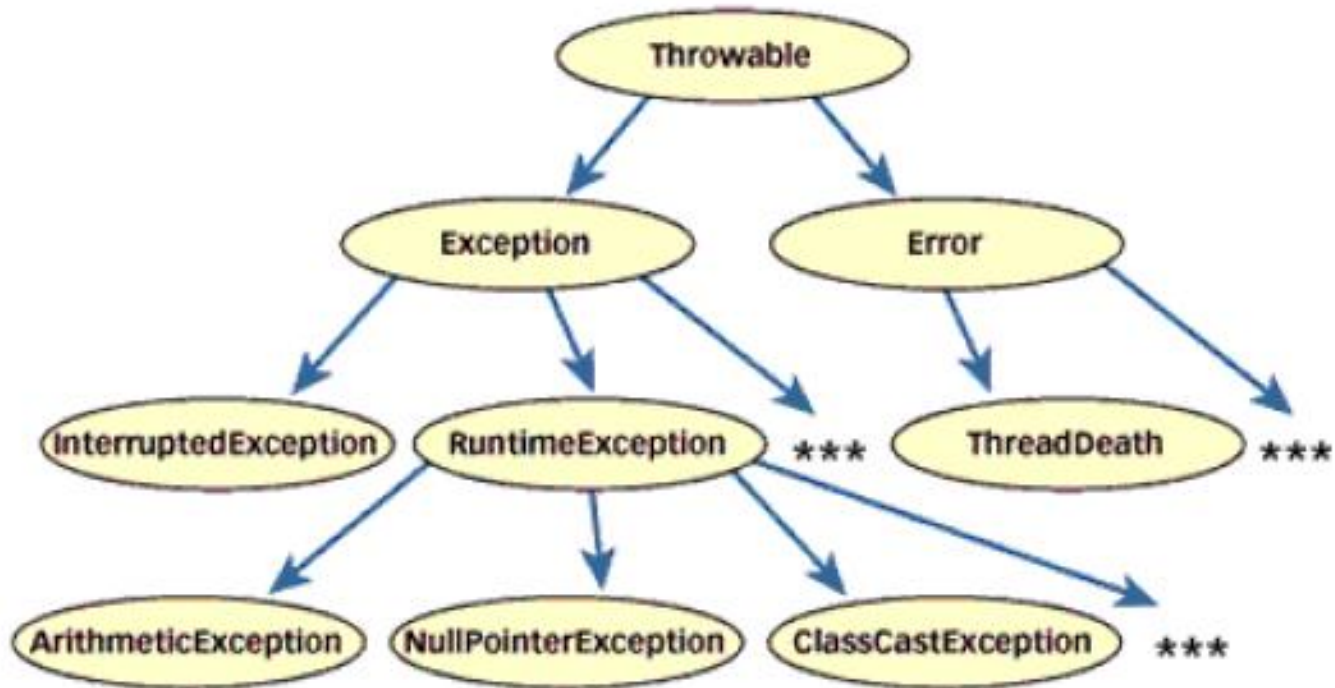 Throwable
Exception
Error
InterruptedException
RuntimeException
***
ThreadDeath
***
ArithmeticException
NullPointerException
ClassCastException
***